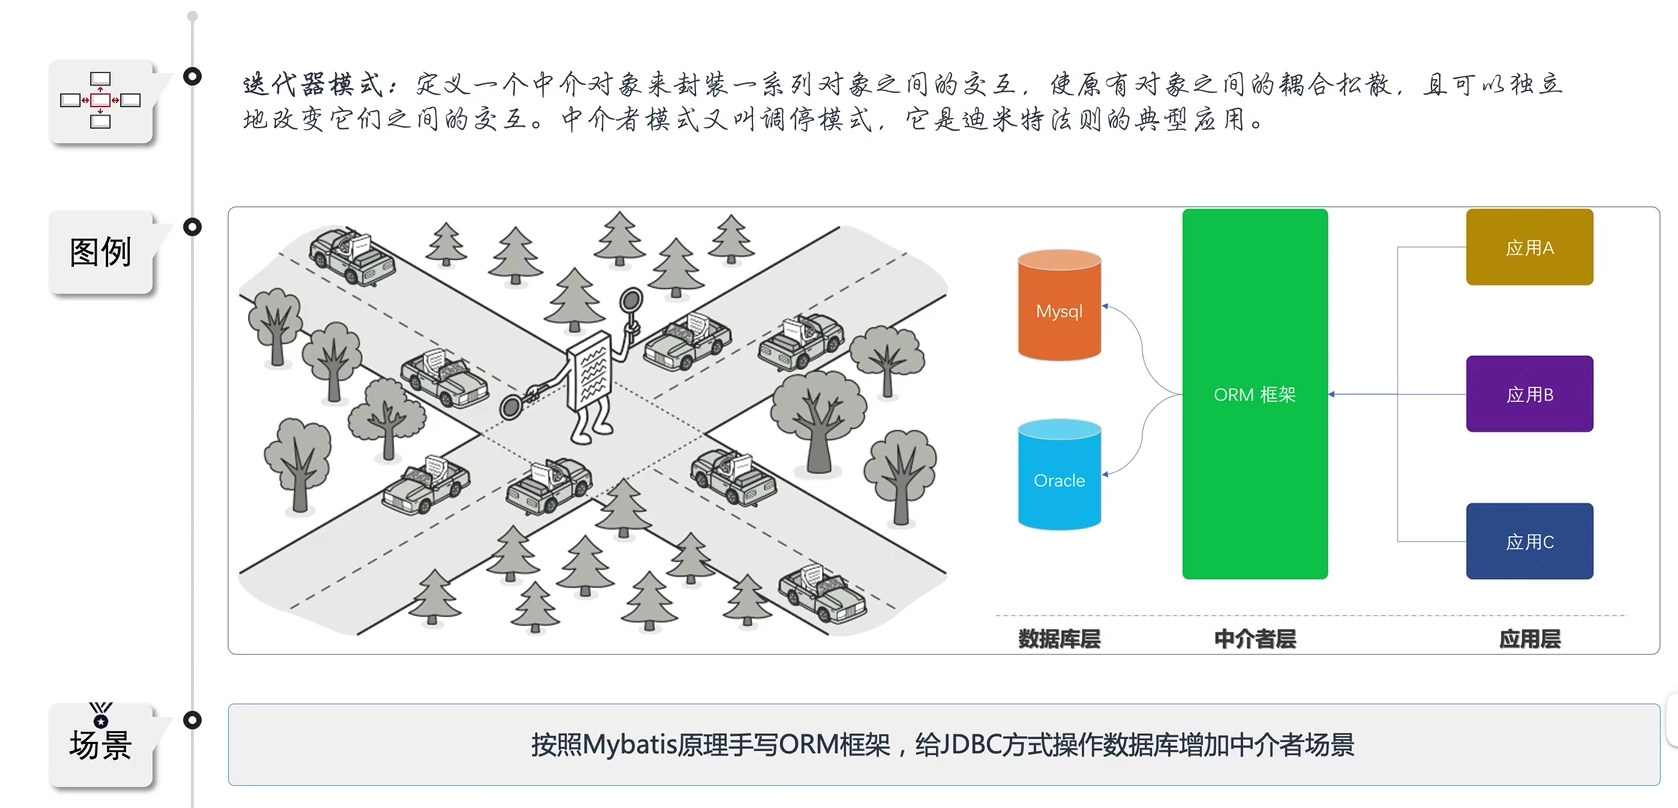 迭代器模式：定义一个中介对象来封装一系列对象之间的交互，使原有对象之间的耦合松散，且可以独立
地改变它们之间的交互。中介者模式又叫调停模式，它是迪米特法则的典型应用。
图例
Mysql
Oracle
ORM 框架
应用A
应用B
应用C
数据库层
中介者层
应用层
场景
按照Mybatis原理手写ORM框架，给JDBC方式操作数据库增加中介者场景